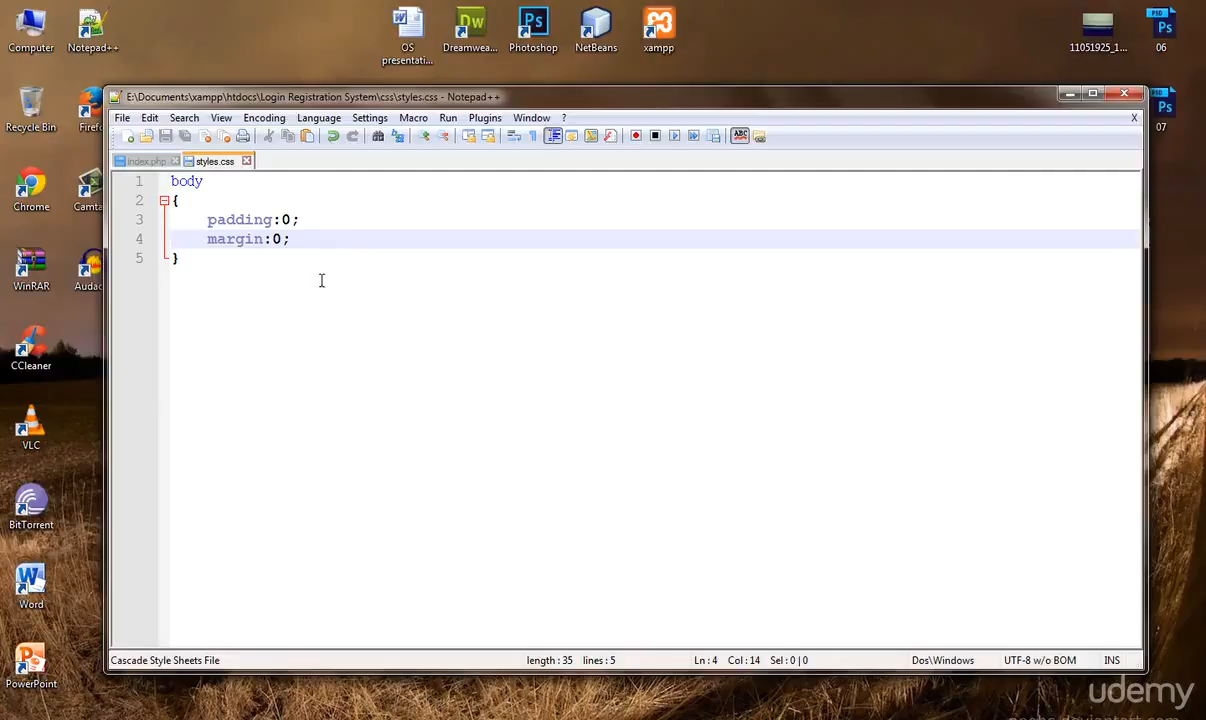 Computer
Notepad++
OS
presentati...
Dreamwea...
Photoshop
NetBeans
xampp
11051925_1...
06
Recycle Bin
Firef
07
Chrome
Camta
WinRAR
Audac
CCleaner
VLC
BitTorrent
Word
PowerPoint
E:\Documents\xampp\htdocs\Login Registration System\css\styles.css - Notepad++
File Edit Search View Encoding Language Settings Macro Run Plugins Window ? X
index.php styles.css
1 body
2 {
3 padding:0;
4 margin:0;
5 }
Cascade Style Sheets File length : 35 lines : 5 Ln : 4 Col : 14 Sel : 0 | 0 Dos\Windows UTF-8 w/o BOM INS
udemy